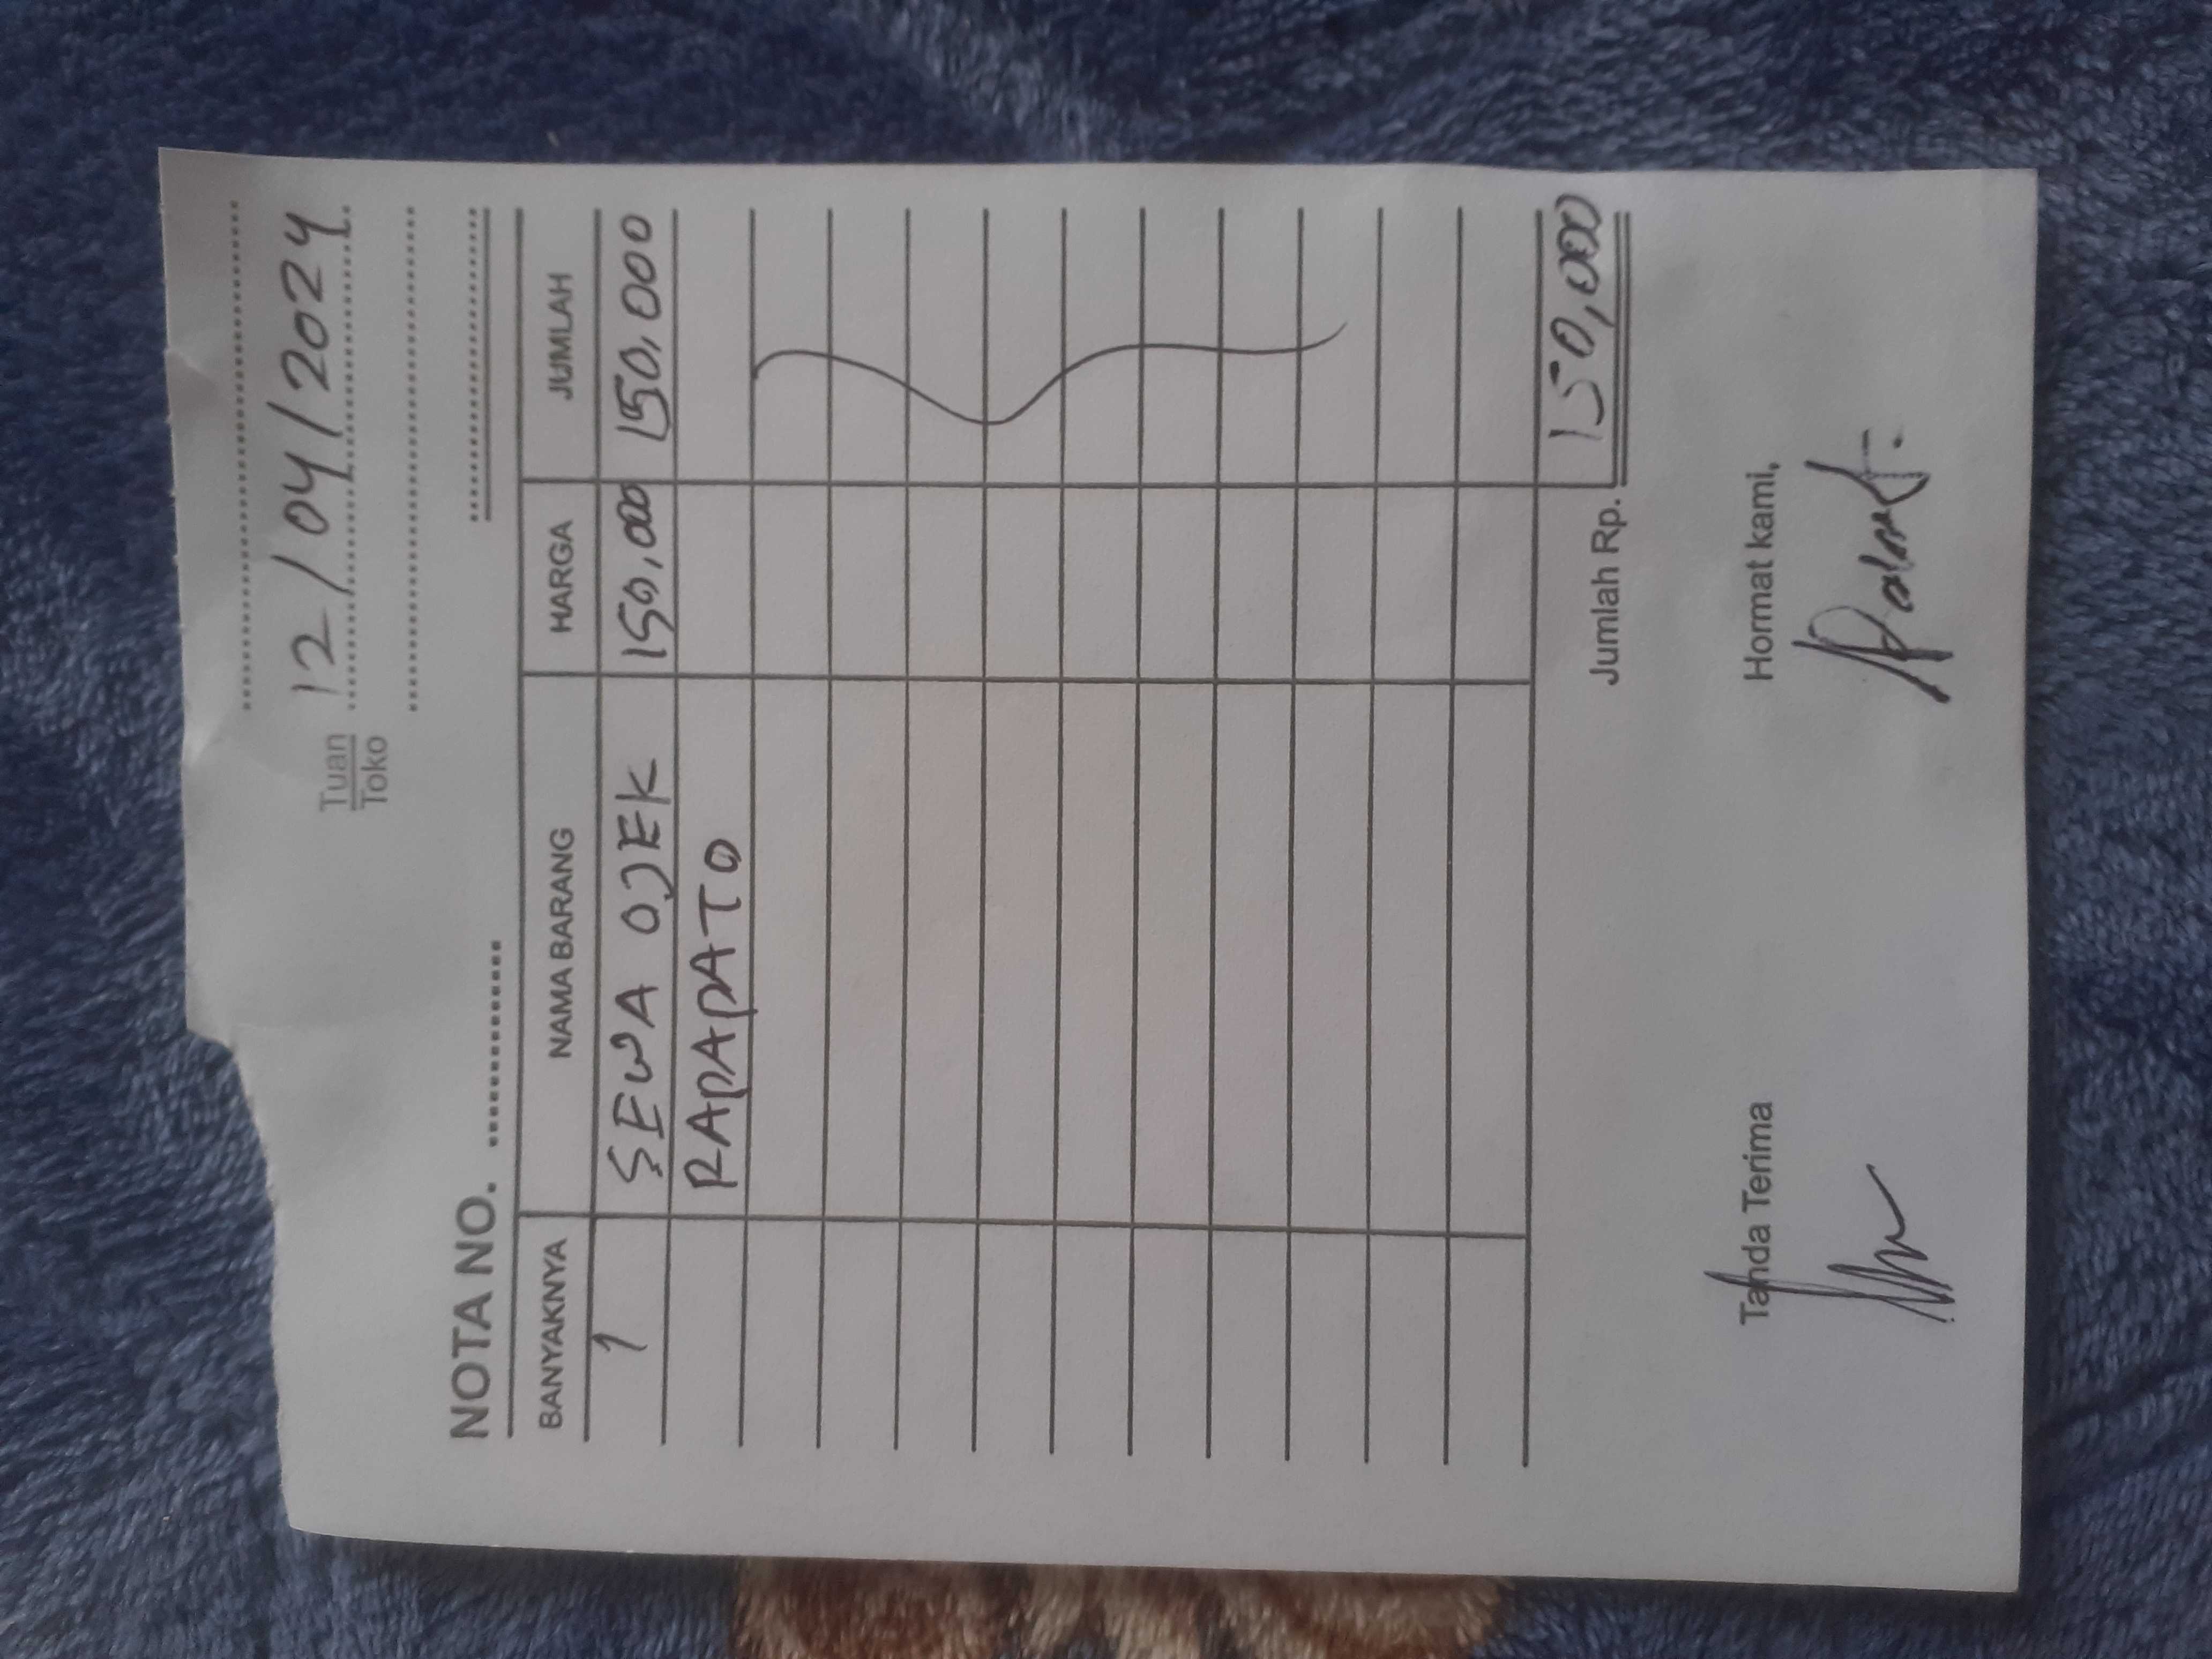 12/04/2024
Tuan
Toko
NOTA NO. ............
BANYAKNYA NAMA BARANG HARGA JUMLAH
1 SEWA OJEK 150,000 150,000
RAPAPATO
Jumlah Rp. 150,000
Tanda Terima Hormat kami,